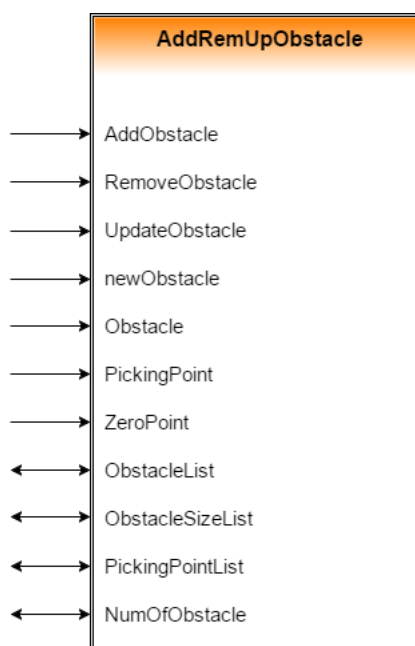 AddRemUpObstacle
AddObstacle
RemoveObstacle
UpdateObstacle
newObstacle
Obstacle
PickingPoint
ZeroPoint
ObstacleList
ObstacleSizeList
PickingPointList
NumOfObstacle